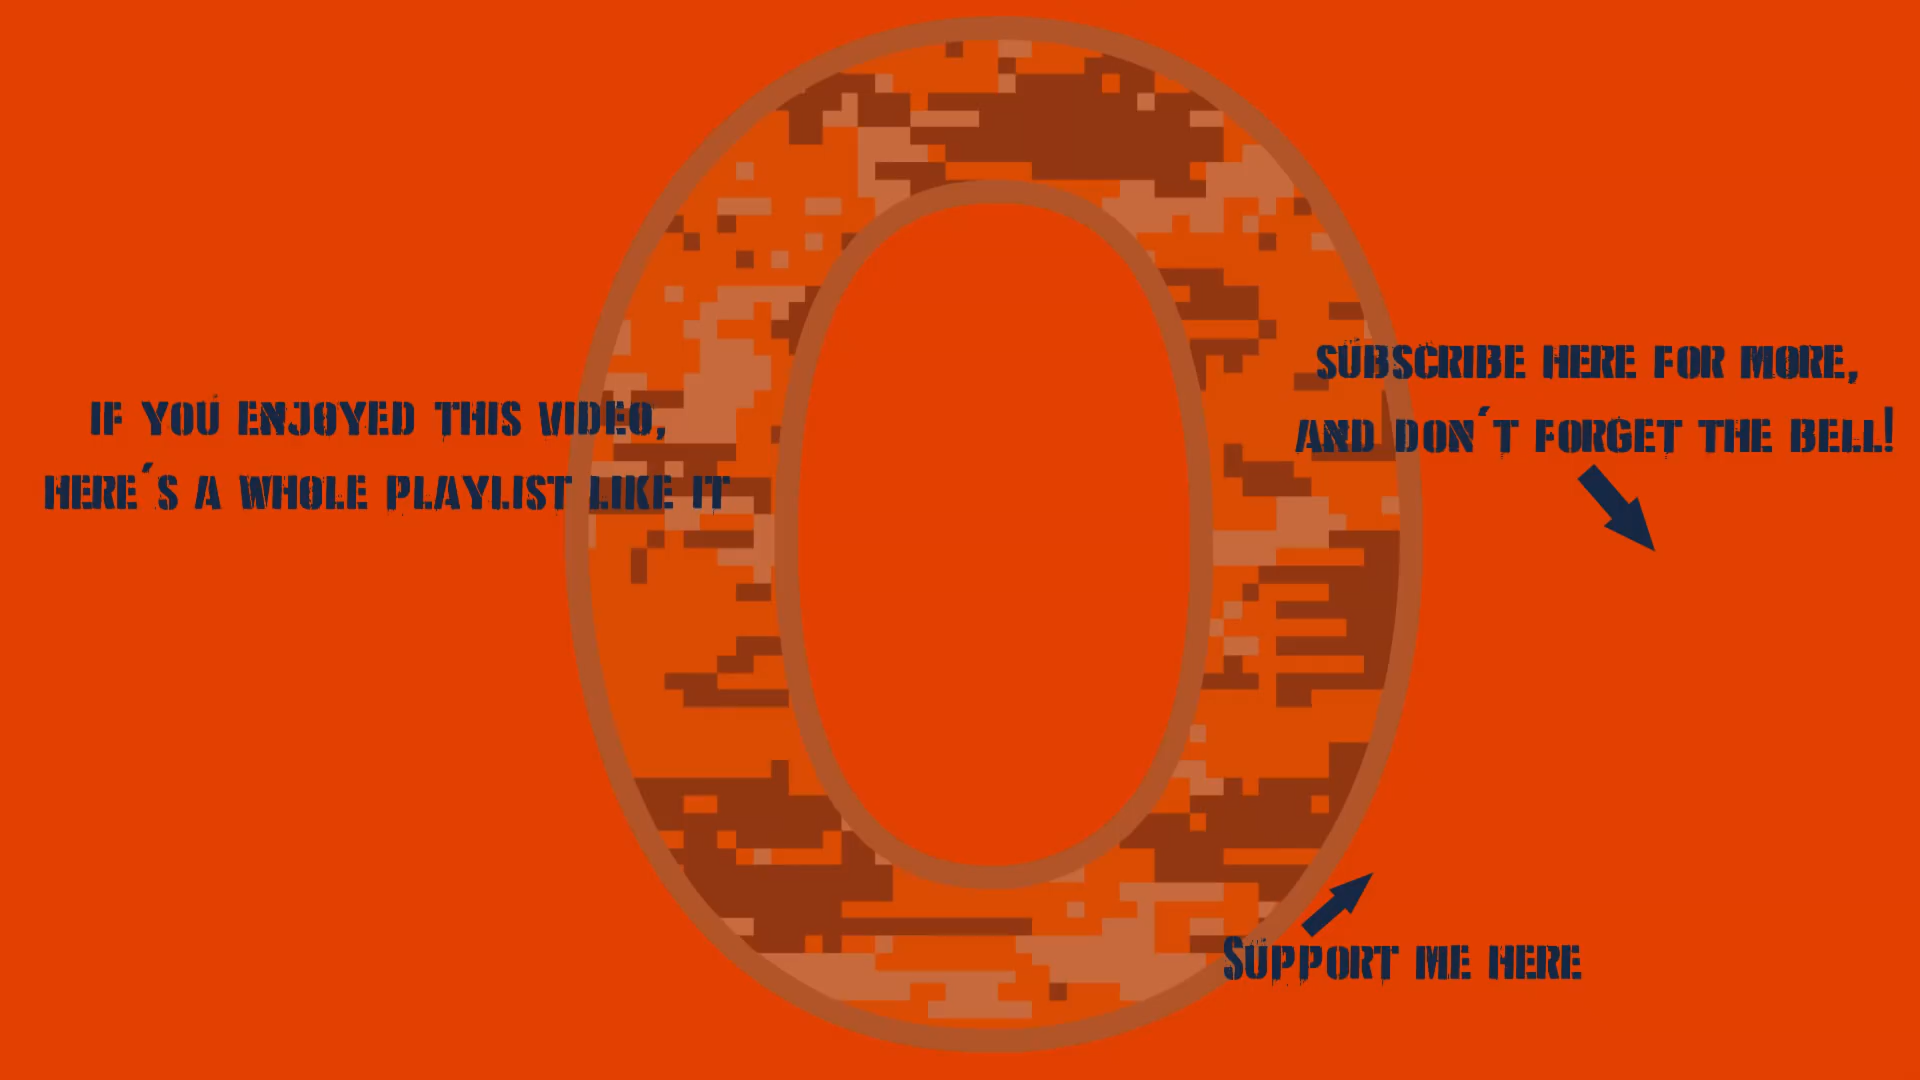 IF YOU ENJOYED THIS VIDEO,
HERE´S A WHOLE PLAYLIST LIKE IT
SUBSCRIBE HERE FOR MORE,
AND DON´T FORGET THE BELL!
SUPPORT ME HERE
O